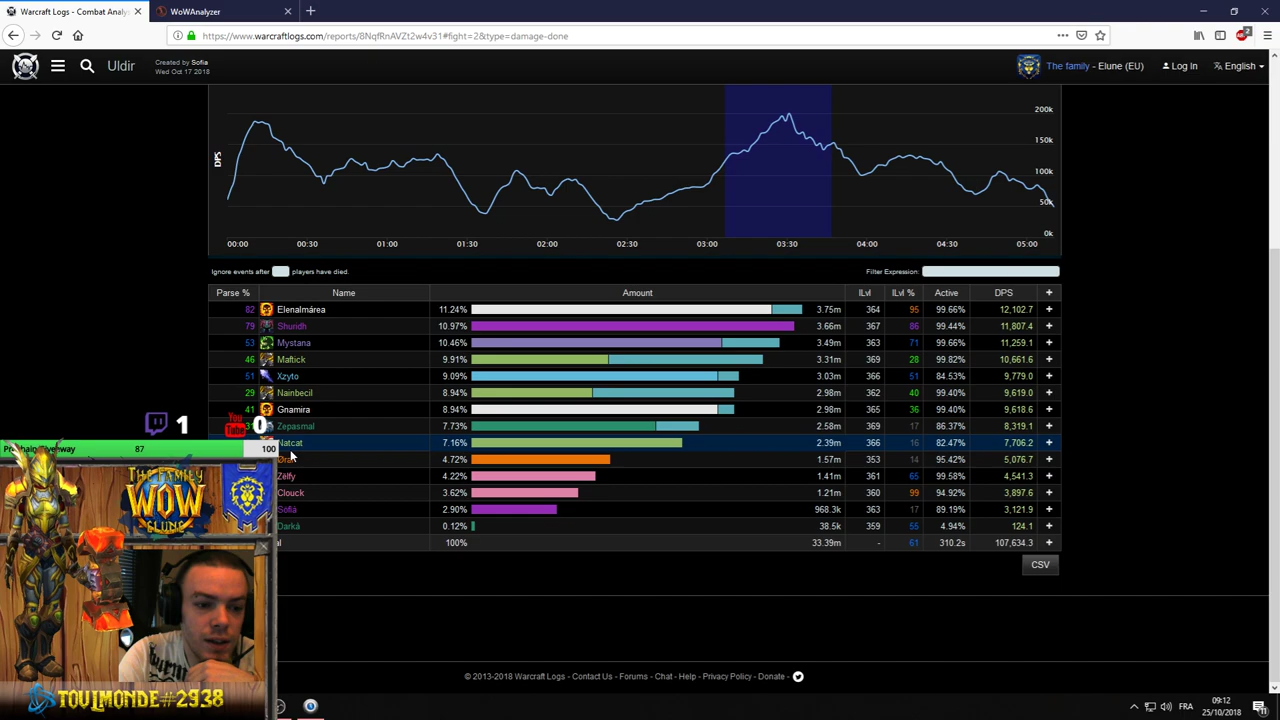 Warcraft Logs - Combat Analy
WoWAnalyzer
https://www.warcraftlogs.com/reports/8NqfRnAVZt2w4v31#fight=2&type=damage-done
2
Uldir
Created by Sofia
Wed Oct 17 2018
The family - Elune (EU)
Log In
English
DPS
200k
150k
100k
50k
0k
00:00 00:30 01:00 01:30 02:00 02:30 03:00 03:30 04:00 04:30 05:00
Ignore events after players have died.
Filter Expression:
Parse % Name Amount ILvl ILvl % Active DPS +
82 Elenalmárea 11.24% 3.75m 364 95 99.66% 12,102.7 +
79 Shuridh 10.97% 3.66m 367 86 99.44% 11,807.4 +
53 Mystana 10.46% 3.49m 363 71 99.66% 11,259.1 +
46 Maftick 9.91% 3.31m 369 28 99.82% 10,661.6 +
51 Xzyto 9.09% 3.03m 366 51 84.53% 9,779.0 +
29 Nainbecil 8.94% 2.98m 362 40 99.40% 9,619.0 +
41 Gnamira 8.94% 2.98m 365 36 99.40% 9,618.6 +
Zepasmal 7.73% 2.58m 369 17 86.37% 8,319.1 +
Natcat 7.16% 2.39m 366 16 82.47% 7,706.2 +
4.72% 1.57m 353 14 95.42% 5,076.7 +
Zelfy 4.22% 1.41m 361 65 99.58% 4,541.3 +
Clouck 3.62% 1.21m 360 99 94.92% 3,897.6 +
Sofiá 2.90% 968.3k 363 17 89.19% 3,121.9 +
Darká 0.12% 38.5k 359 55 4.94% 124.1 +
100% 33.39m - 61 310.2s 107,634.3 +
CSV
1
You Tube
0
87 100
THE FAMILY
WOW
ELUNE
TOULMONDE#2938
© 2013-2018 Warcraft Logs - Contact Us - Forums - Chat - Help - Privacy Policy - Donate -
FRA
09:12
25/10/2018